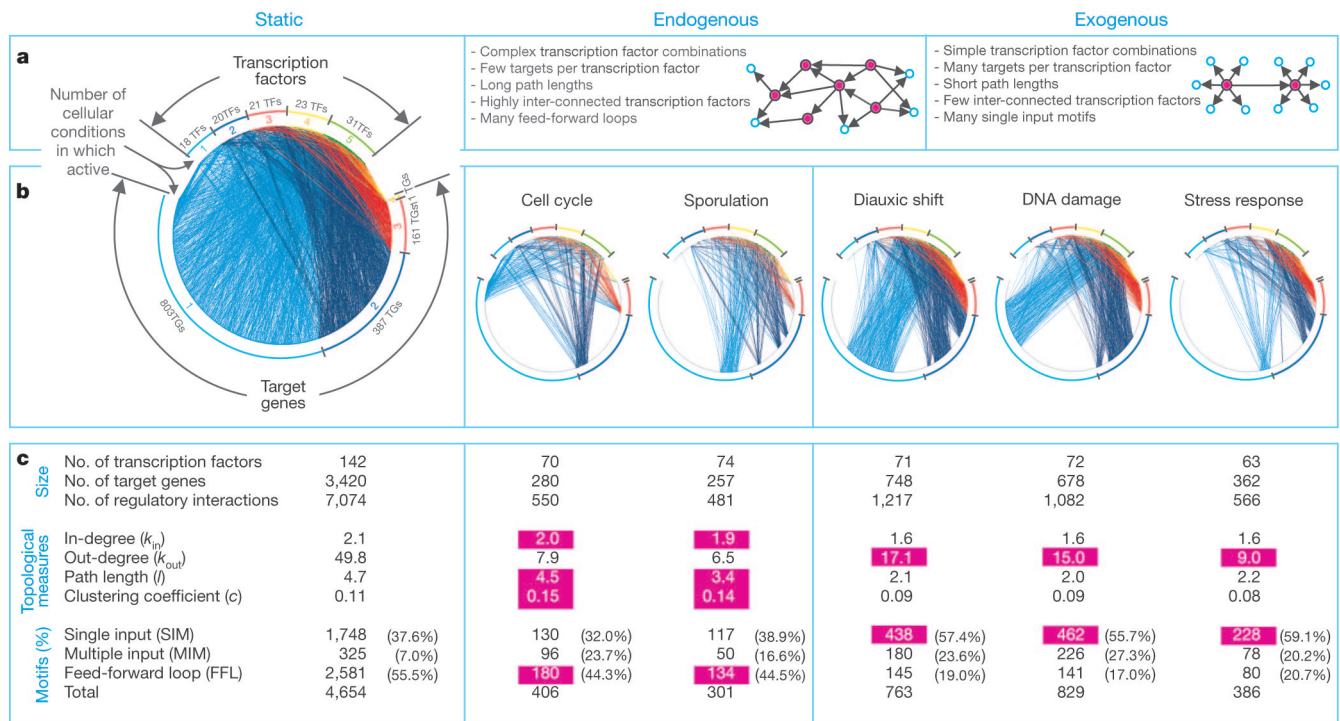 Static Endogenous Exogenous
a
Transcription
factors
Number of
cellular
conditions
in which
active
18 TFs 20TFs 21 TFs 23 TFs 31TFs
1 2 3 4 5
- Complex transcription factor combinations
- Few targets per transcription factor
- Long path lengths
- Highly inter-connected transcription factors
- Many feed-forward loops
- Simple transcription factor combinations
- Many targets per transcription factor
- Short path lengths
- Few inter-connected transcription factors
- Many single input motifs
b
1 TGs
161 TGs
3
2
387 TGs
1
803TGs
Target
genes
Cell cycle Sporulation Diauxic shift DNA damage Stress response
c
Size
No. of transcription factors 142 70 74 71 72 63
No. of target genes 3,420 280 257 748 678 362
No. of regulatory interactions 7,074 550 481 1,217 1,082 566
Topological
measures
In-degree (kin) 2.1 2.0 1.9 1.6 1.6 1.6
Out-degree (kout) 49.8 7.9 6.5 17.1 15.0 9.0
Path length (l) 4.7 4.5 3.4 2.1 2.0 2.2
Clustering coefficient (c) 0.11 0.15 0.14 0.09 0.09 0.08
Motifs (%)
Single input (SIM) 1,748 (37.6%) 130 (32.0%) 117 (38.9%) 438 (57.4%) 462 (55.7%) 228 (59.1%)
Multiple input (MIM) 325 (7.0%) 96 (23.7%) 50 (16.6%) 180 (23.6%) 226 (27.3%) 78 (20.2%)
Feed-forward loop (FFL) 2,581 (55.5%) 180 (44.3%) 134 (44.5%) 145 (19.0%) 141 (17.0%) 80 (20.7%)
Total 4,654 406 301 763 829 386